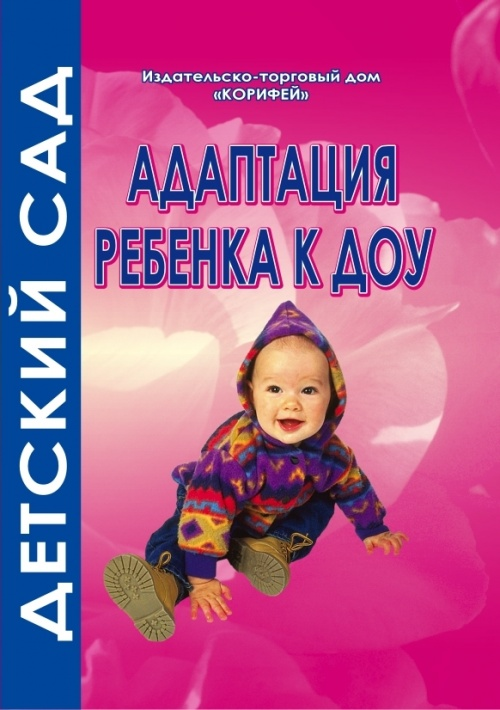 Издательско-торговый дом
«КОРИФЕЙ»
АДАПТАЦИЯ
РЕБЕНКА К ДОУ
ДЕТСКИЙ САД